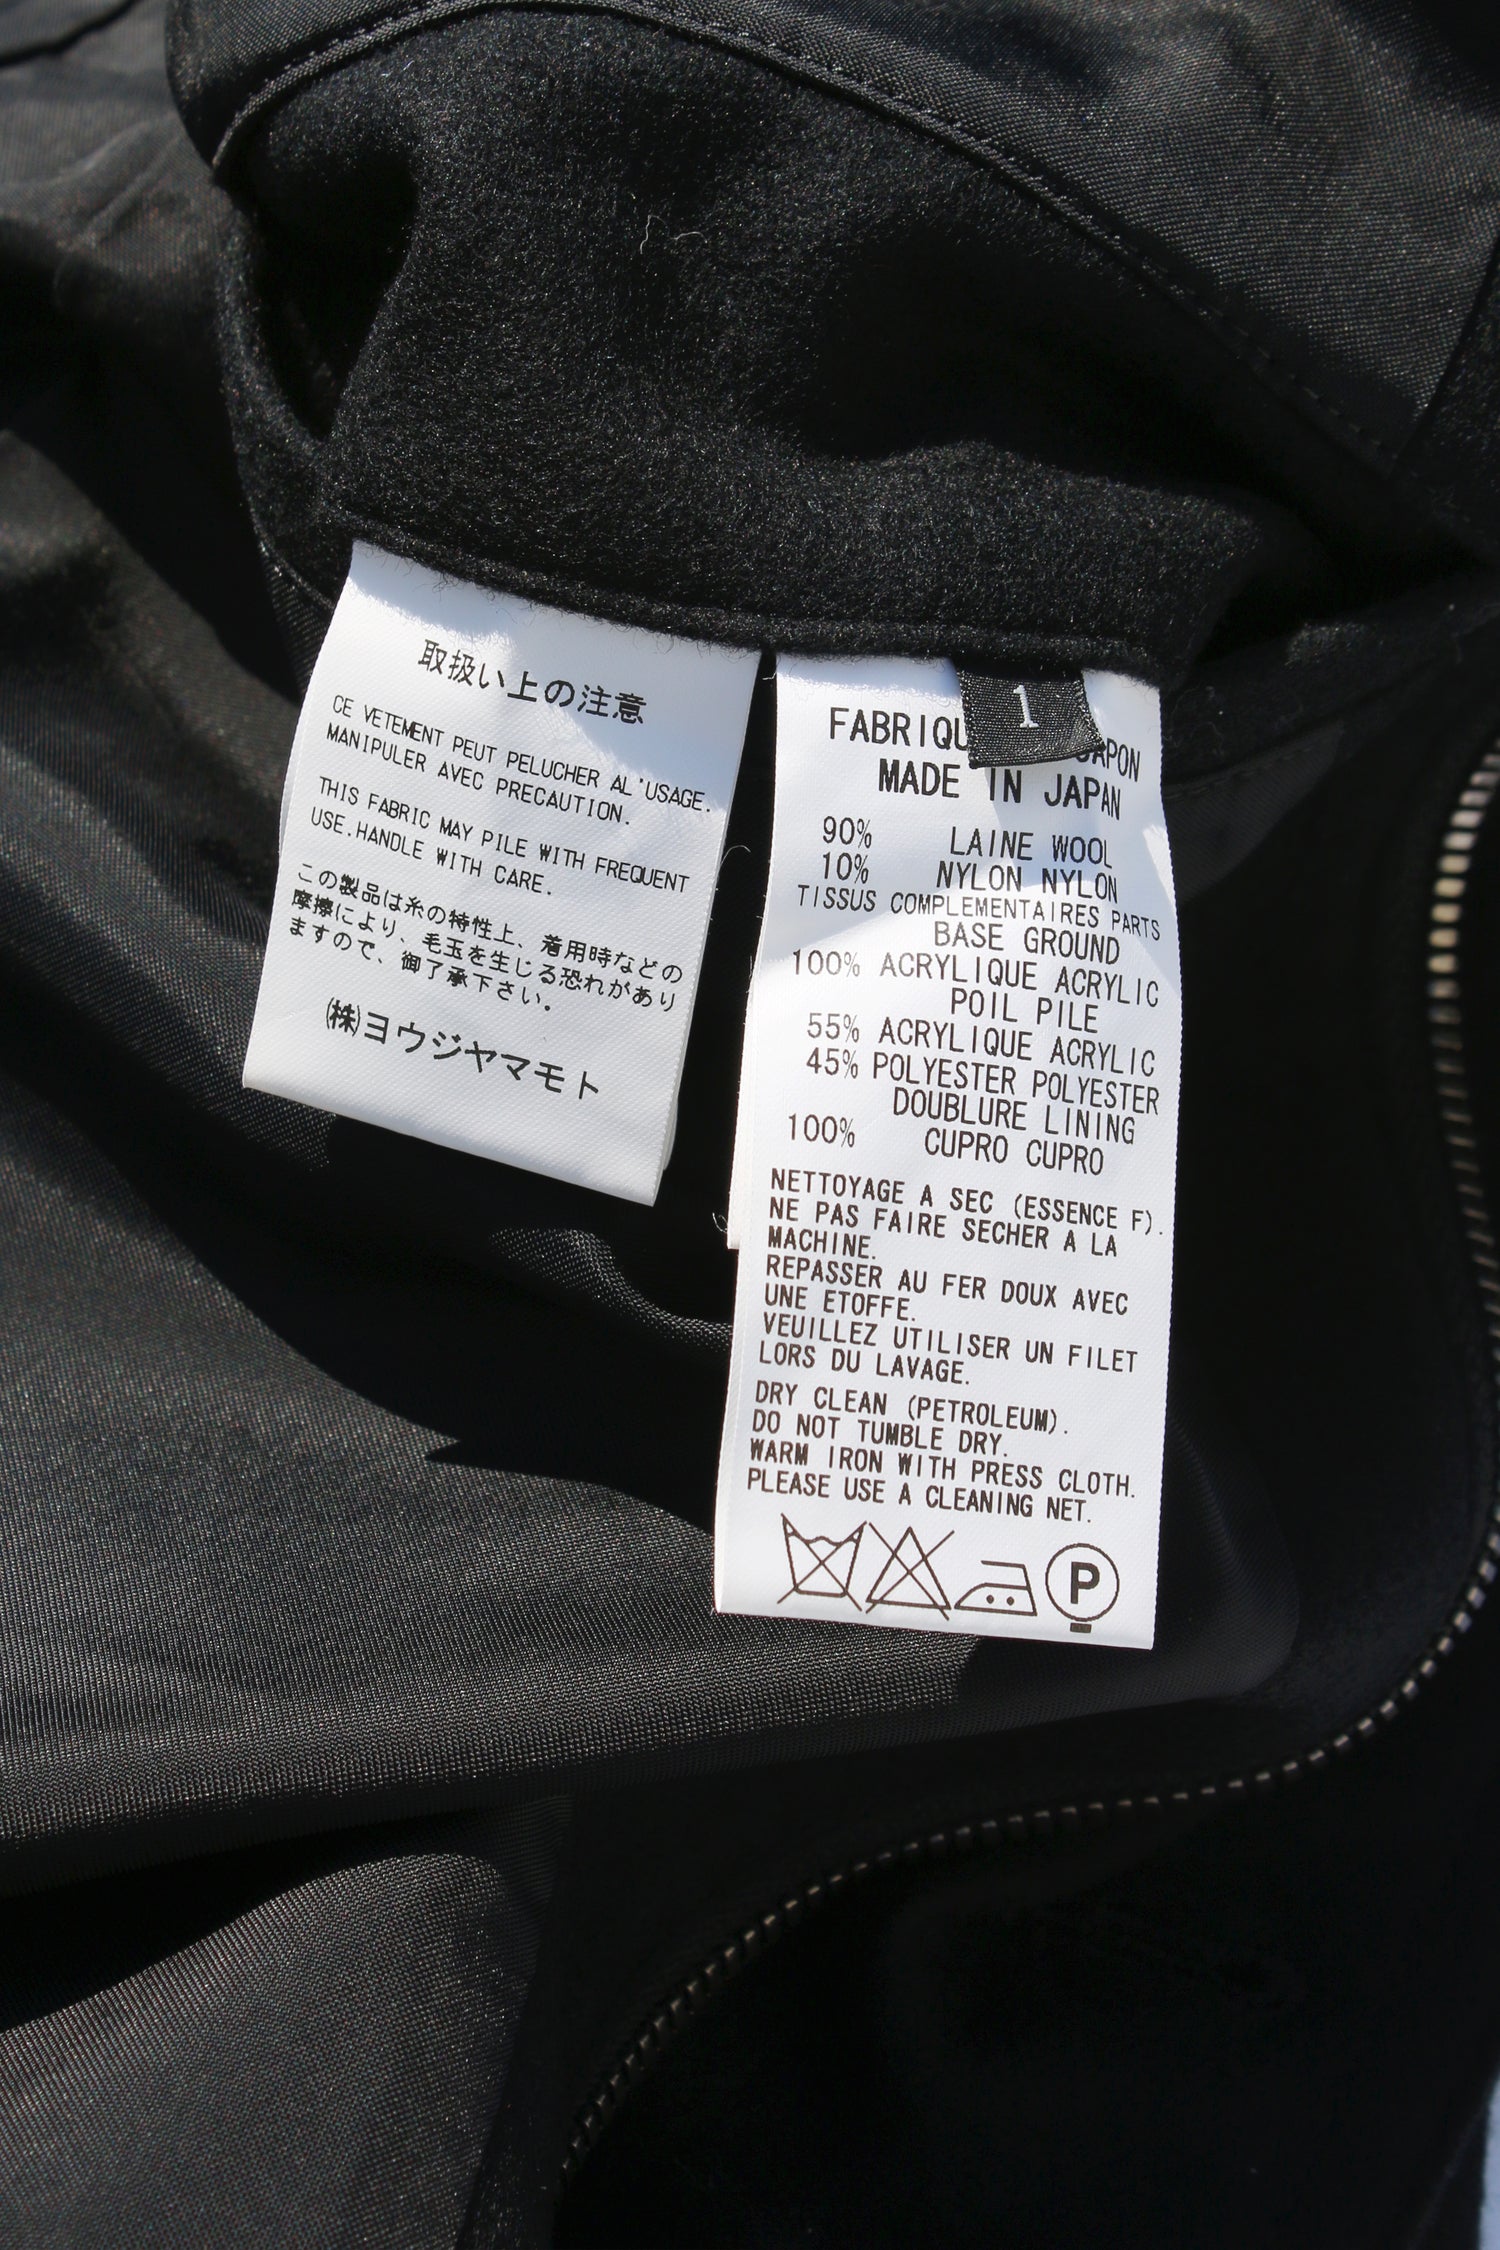 取扱い上の注意
CE VETEMENT PEUT PELUCHER AL'USAGE.
MANIPULER AVEC PRECAUTION.
THIS FABRIC MAY PILE WITH FREQUENT
USE.HANDLE WITH CARE.
この製品は糸の特性上、着用時などの
摩擦により、毛玉を生じる恐れがあり
ますので、御了承下さい。
(株)ヨウジヤマモト
1
FABRIQU JAPON
MADE IN JAPAN
90% LAINE WOOL
10% NYLON NYLON
TISSUS COMPLEMENTAIRES PARTS
BASE GROUND
100% ACRYLIQUE ACRYLIC
POIL PILE
55% ACRYLIQUE ACRYLIC
45% POLYESTER POLYESTER
DOUBLURE LINING
100% CUPRO CUPRO
NETTOYAGE A SEC (ESSENCE F).
NE PAS FAIRE SECHER A LA
MACHINE.
REPASSER AU FER DOUX AVEC
UNE ETOFFE.
VEUILLEZ UTILISER UN FILET
LORS DU LAVAGE.
DRY CLEAN (PETROLEUM).
DO NOT TUMBLE DRY.
WARM IRON WITH PRESS CLOTH.
PLEASE USE A CLEANING NET.
P